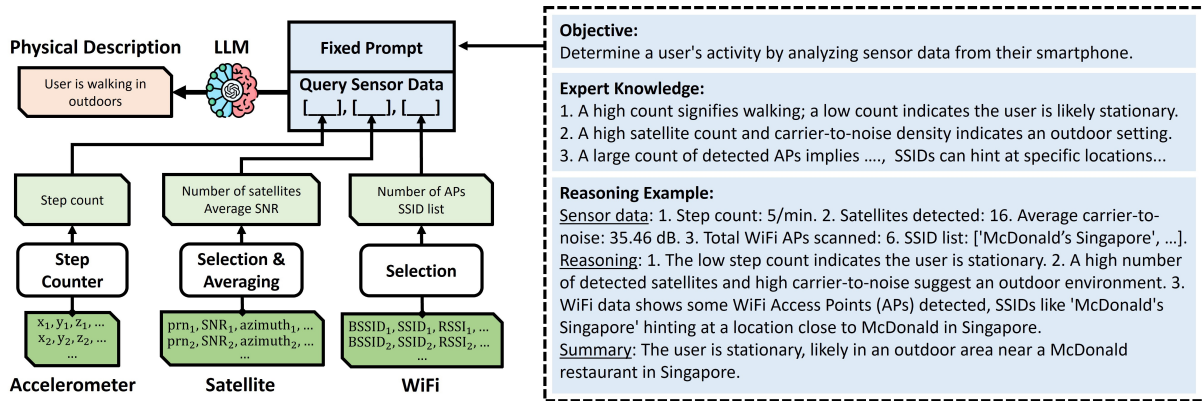 Physical Description
LLM
User is walking in
outdoors
Fixed Prompt
Query Sensor Data
[___], [___], [___]
Step count
Number of satellites
Average SNR
Number of APs
SSID list
Step
Counter
Selection &
Averaging
Selection
x₁, y₁, z₁, ...
x₂, y₂, z₂, ...
...
prn₁, SNR₁, azimuth₁, ...
prn₂, SNR₂, azimuth₂, ...
...
BSSID₁, SSID₁, RSSI₁, ...
BSSID₂, SSID₂, RSSI₂, ...
...
Accelerometer
Satellite
WiFi
Objective:
Determine a user's activity by analyzing sensor data from their smartphone.
Expert Knowledge:
1. A high count signifies walking; a low count indicates the user is likely stationary.
2. A high satellite count and carrier-to-noise density indicates an outdoor setting.
3. A large count of detected APs implies ...., SSIDs can hint at specific locations...
Reasoning Example:
Sensor data: 1. Step count: 5/min. 2. Satellites detected: 16. Average carrier-to-
noise: 35.46 dB. 3. Total WiFi APs scanned: 6. SSID list: ['McDonald’s Singapore', …].
Reasoning: 1. The low step count indicates the user is stationary. 2. A high number
of detected satellites and high carrier-to-noise suggest an outdoor environment. 3.
WiFi data shows some WiFi Access Points (APs) detected, SSIDs like 'McDonald's
Singapore' hinting at a location close to McDonald in Singapore.
Summary: The user is stationary, likely in an outdoor area near a McDonald
restaurant in Singapore.